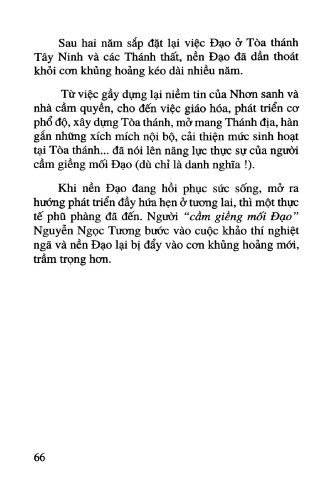 Sau hai năm sắp đặt lại việc Đạo ở Tòa thánh
Tây Ninh và các Thánh thất, nền Đạo đã dần thoát
khỏi cơn khủng hoảng kéo dài nhiều năm.
Từ việc gầy dựng lại niềm tin của Nhơn sanh và
nhà cầm quyền, cho đến việc giáo hóa, phát triển cơ
phổ độ, xây dựng Tòa thánh, mở mang Thánh địa, hàn
gắn những xích mích nội bộ, cải thiện mức sinh hoạt
tại Tòa thánh... đã nói lên năng lực thực sự của người
cầm giềng mối Đạo (dù chỉ là danh nghĩa !).
Khi nền Đạo đang hồi phục sức sống, mở ra
hướng phát triển đầy hứa hẹn ở tương lai, thì một thực
tế phũ phàng đã đến. Người "cầm giềng mối Đạo"
Nguyễn Ngọc Tương bước vào cuộc khảo thí nghiệt
ngã và nền Đạo lại bị đẩy vào cơn khủng hoảng mới,
trầm trọng hơn.
66